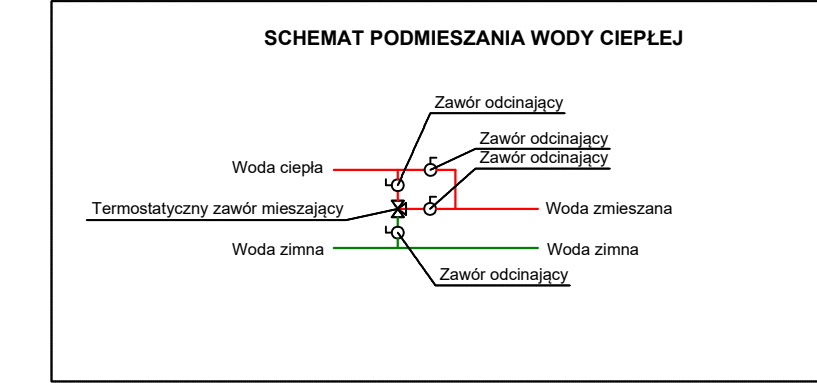 SCHEMAT PODMIESZANIA WODY CIEPŁEJ
Zawór odcinający
Zawór odcinający
Zawór odcinający
Woda ciepła
Termostatyczny zawór mieszający
Woda zmieszana
Woda zimna
Woda zimna
Zawór odcinający